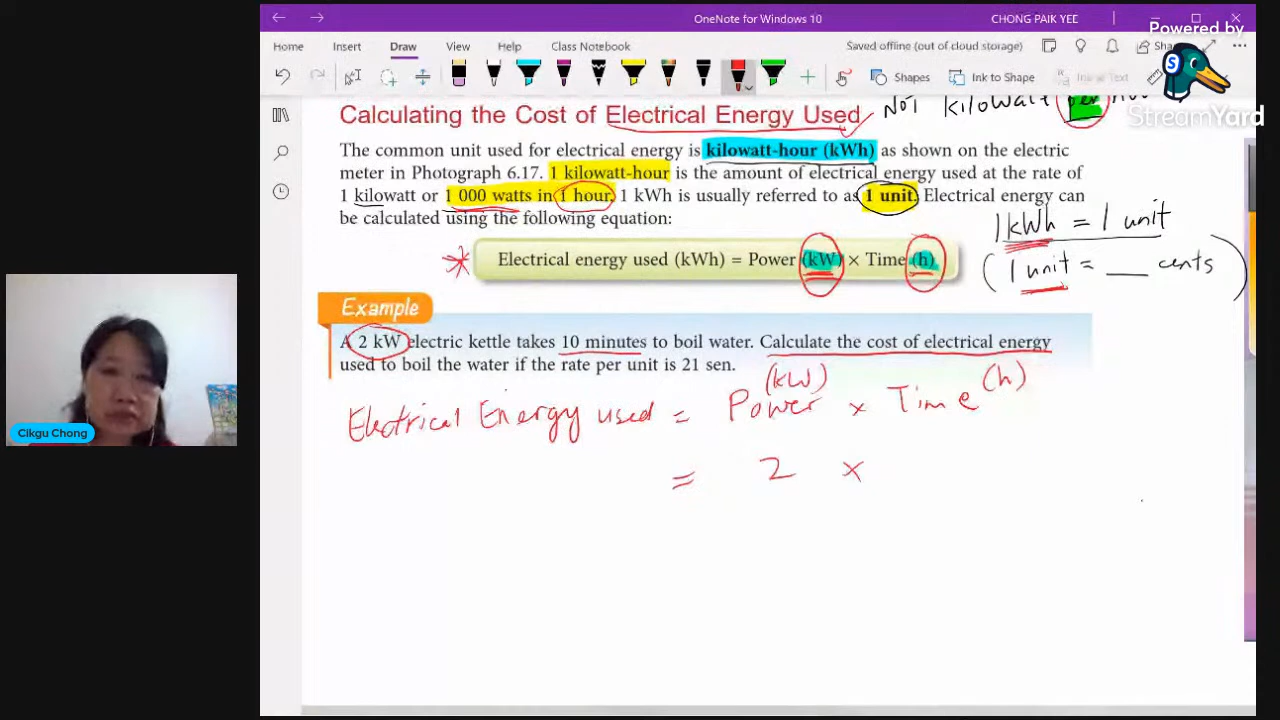 OneNote for Windows 10
CHONG PAIK YEE
Powered by
StreamYard
Home Insert Draw View Help Class Notebook Saved offline (out of cloud storage)
Shapes Ink to Shape Ink to Text
Calculating the Cost of Electrical Energy Used Not kilowatt per
The common unit used for electrical energy is kilowatt-hour (kWh) as shown on the electric
meter in Photograph 6.17. 1 kilowatt-hour is the amount of electrical energy used at the rate of
1 kilowatt or 1 000 watts in 1 hour. 1 kWh is usually referred to as 1 unit. Electrical energy can
be calculated using the following equation:
1 kWh = 1 unit
(1 unit = ___ cents)
* Electrical energy used (kWh) = Power (kW) × Time (h)
Example
A 2 kW electric kettle takes 10 minutes to boil water. Calculate the cost of electrical energy
used to boil the water if the rate per unit is 21 sen.
(kW) (h)
Electrical Energy used = Power × Time
= 2 ×
Cikgu Chong